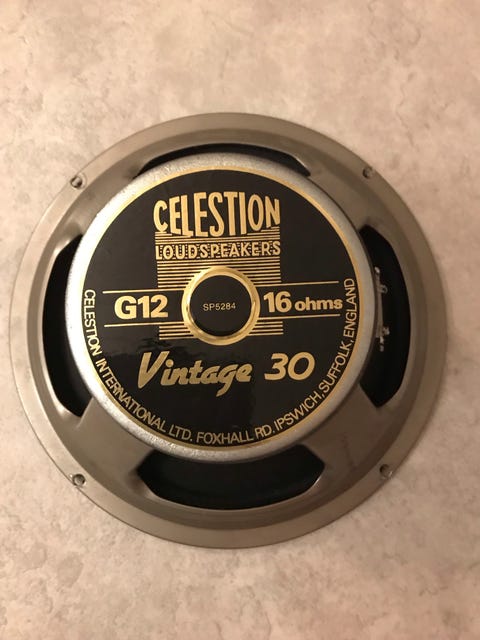 CELESTION
LOUDSPEAKERS
G12 SP5284 16 ohms
Vintage 30
CELESTION INTERNATIONAL LTD. FOXHALL RD. IPSWICH, SUFFOLK, ENGLAND